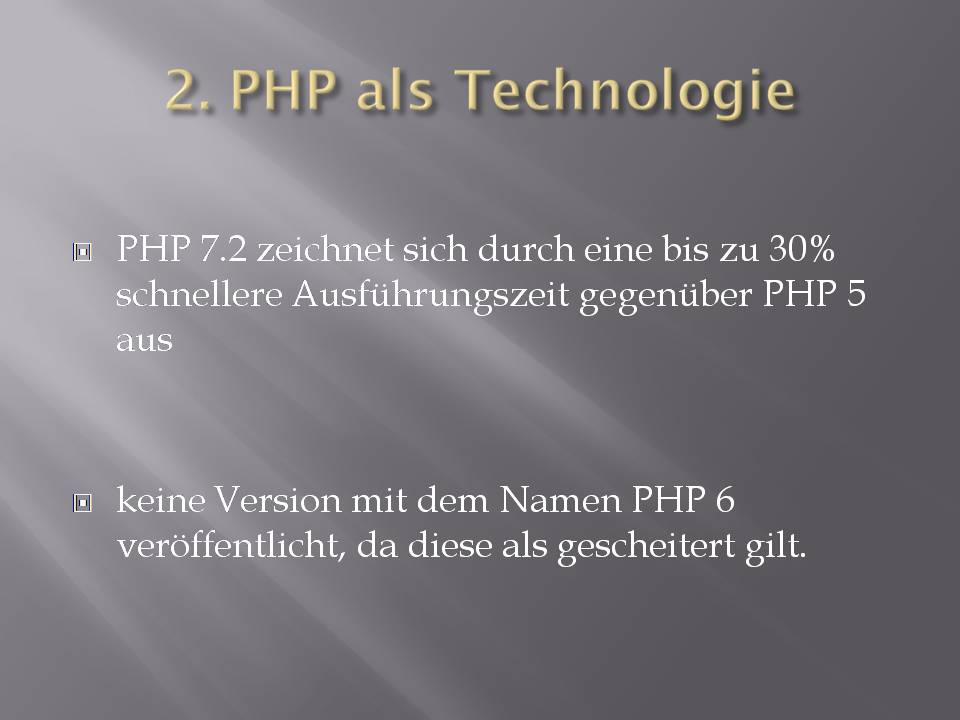 2. PHP als Technologie
PHP 7.2 zeichnet sich durch eine bis zu 30%
schnellere Ausführungszeit gegenüber PHP 5
aus
keine Version mit dem Namen PHP 6
veröffentlicht, da diese als gescheitert gilt.